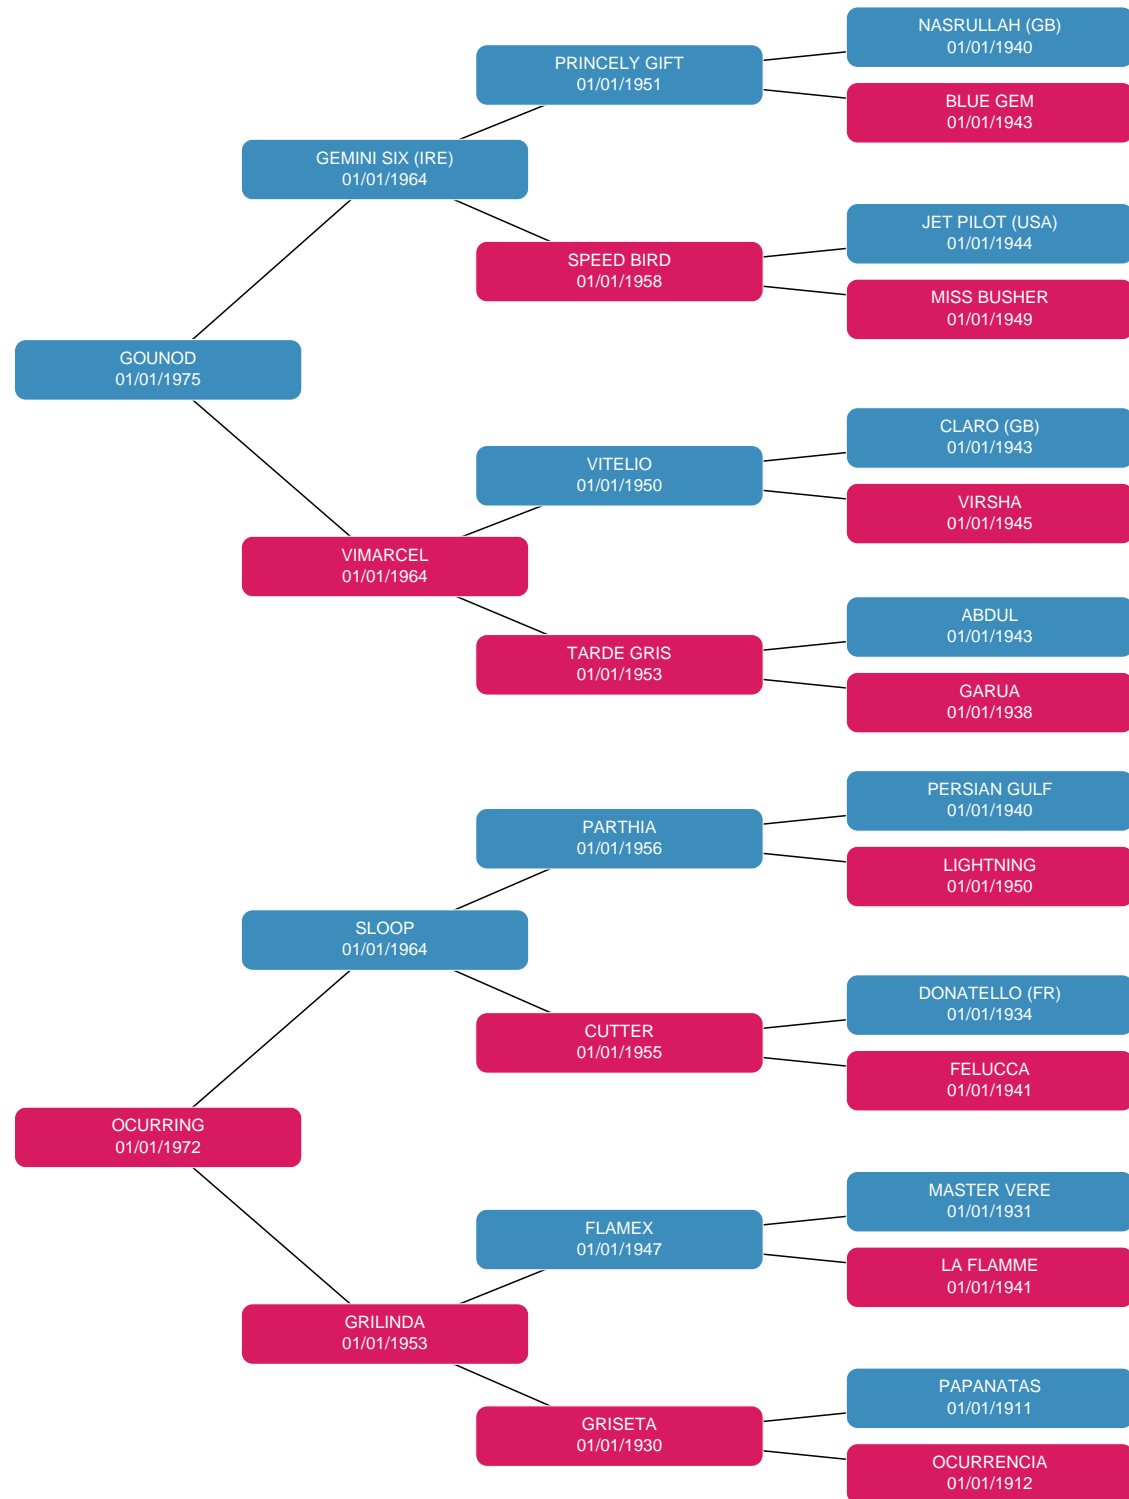 NASRULLAH (GB)
01/01/1940
PRINCELY GIFT
01/01/1951
BLUE GEM
01/01/1943
GEMINI SIX (IRE)
01/01/1964
JET PILOT (USA)
01/01/1944
SPEED BIRD
01/01/1958
MISS BUSHER
01/01/1949
GOUNOD
01/01/1975
CLARO (GB)
01/01/1943
VITELIO
01/01/1950
VIRSHA
01/01/1945
VIMARCEL
01/01/1964
ABDUL
01/01/1943
TARDE GRIS
01/01/1953
GARUA
01/01/1938
PERSIAN GULF
01/01/1940
PARTHIA
01/01/1956
LIGHTNING
01/01/1950
SLOOP
01/01/1964
DONATELLO (FR)
01/01/1934
CUTTER
01/01/1955
FELUCCA
01/01/1941
OCURRING
01/01/1972
MASTER VERE
01/01/1931
FLAMEX
01/01/1947
LA FLAMME
01/01/1941
GRILINDA
01/01/1953
PAPANATAS
01/01/1911
GRISETA
01/01/1930
OCURRENCIA
01/01/1912